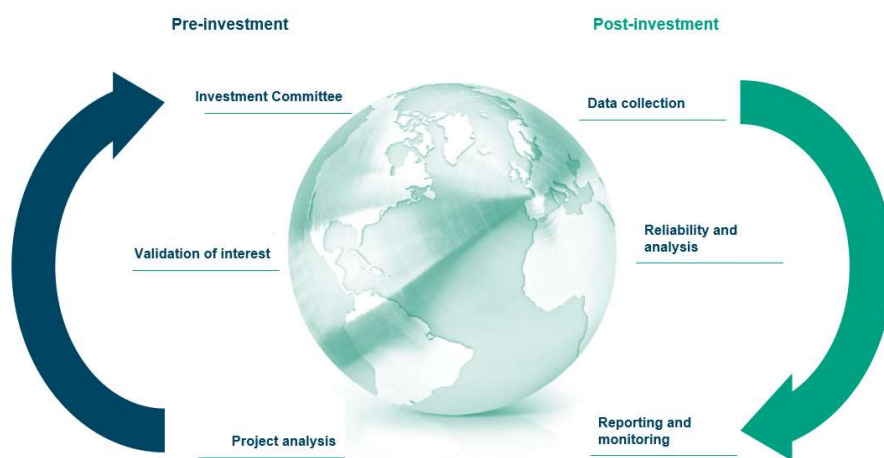 Pre-investment
Post-investment
Investment Committee
Data collection
Validation of interest
Reliability and
analysis
Project analysis
Reporting and
monitoring